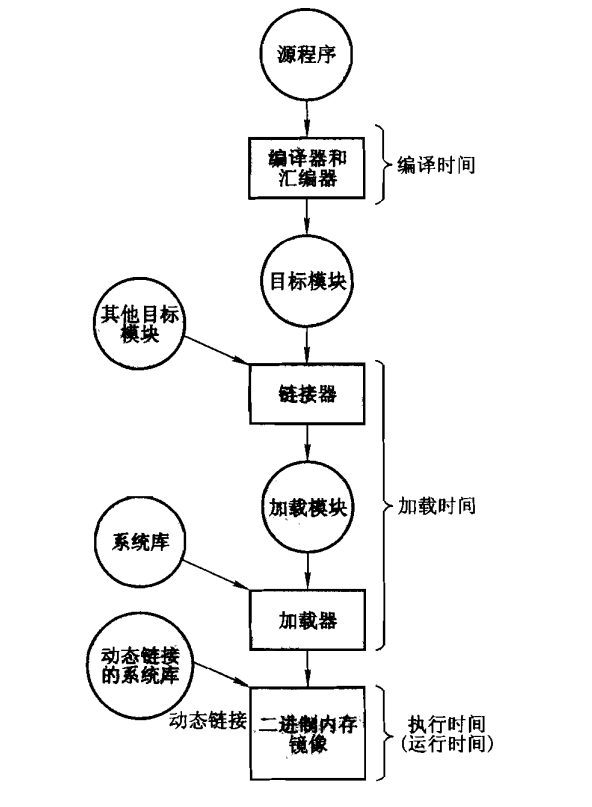 源程序
编译器和
汇编器
编译时间
目标模块
其他目标
模块
链接器
加载模块
加载时间
系统库
加载器
动态链接
的系统库
动态链接
二进制内存
镜像
执行时间
(运行时间)